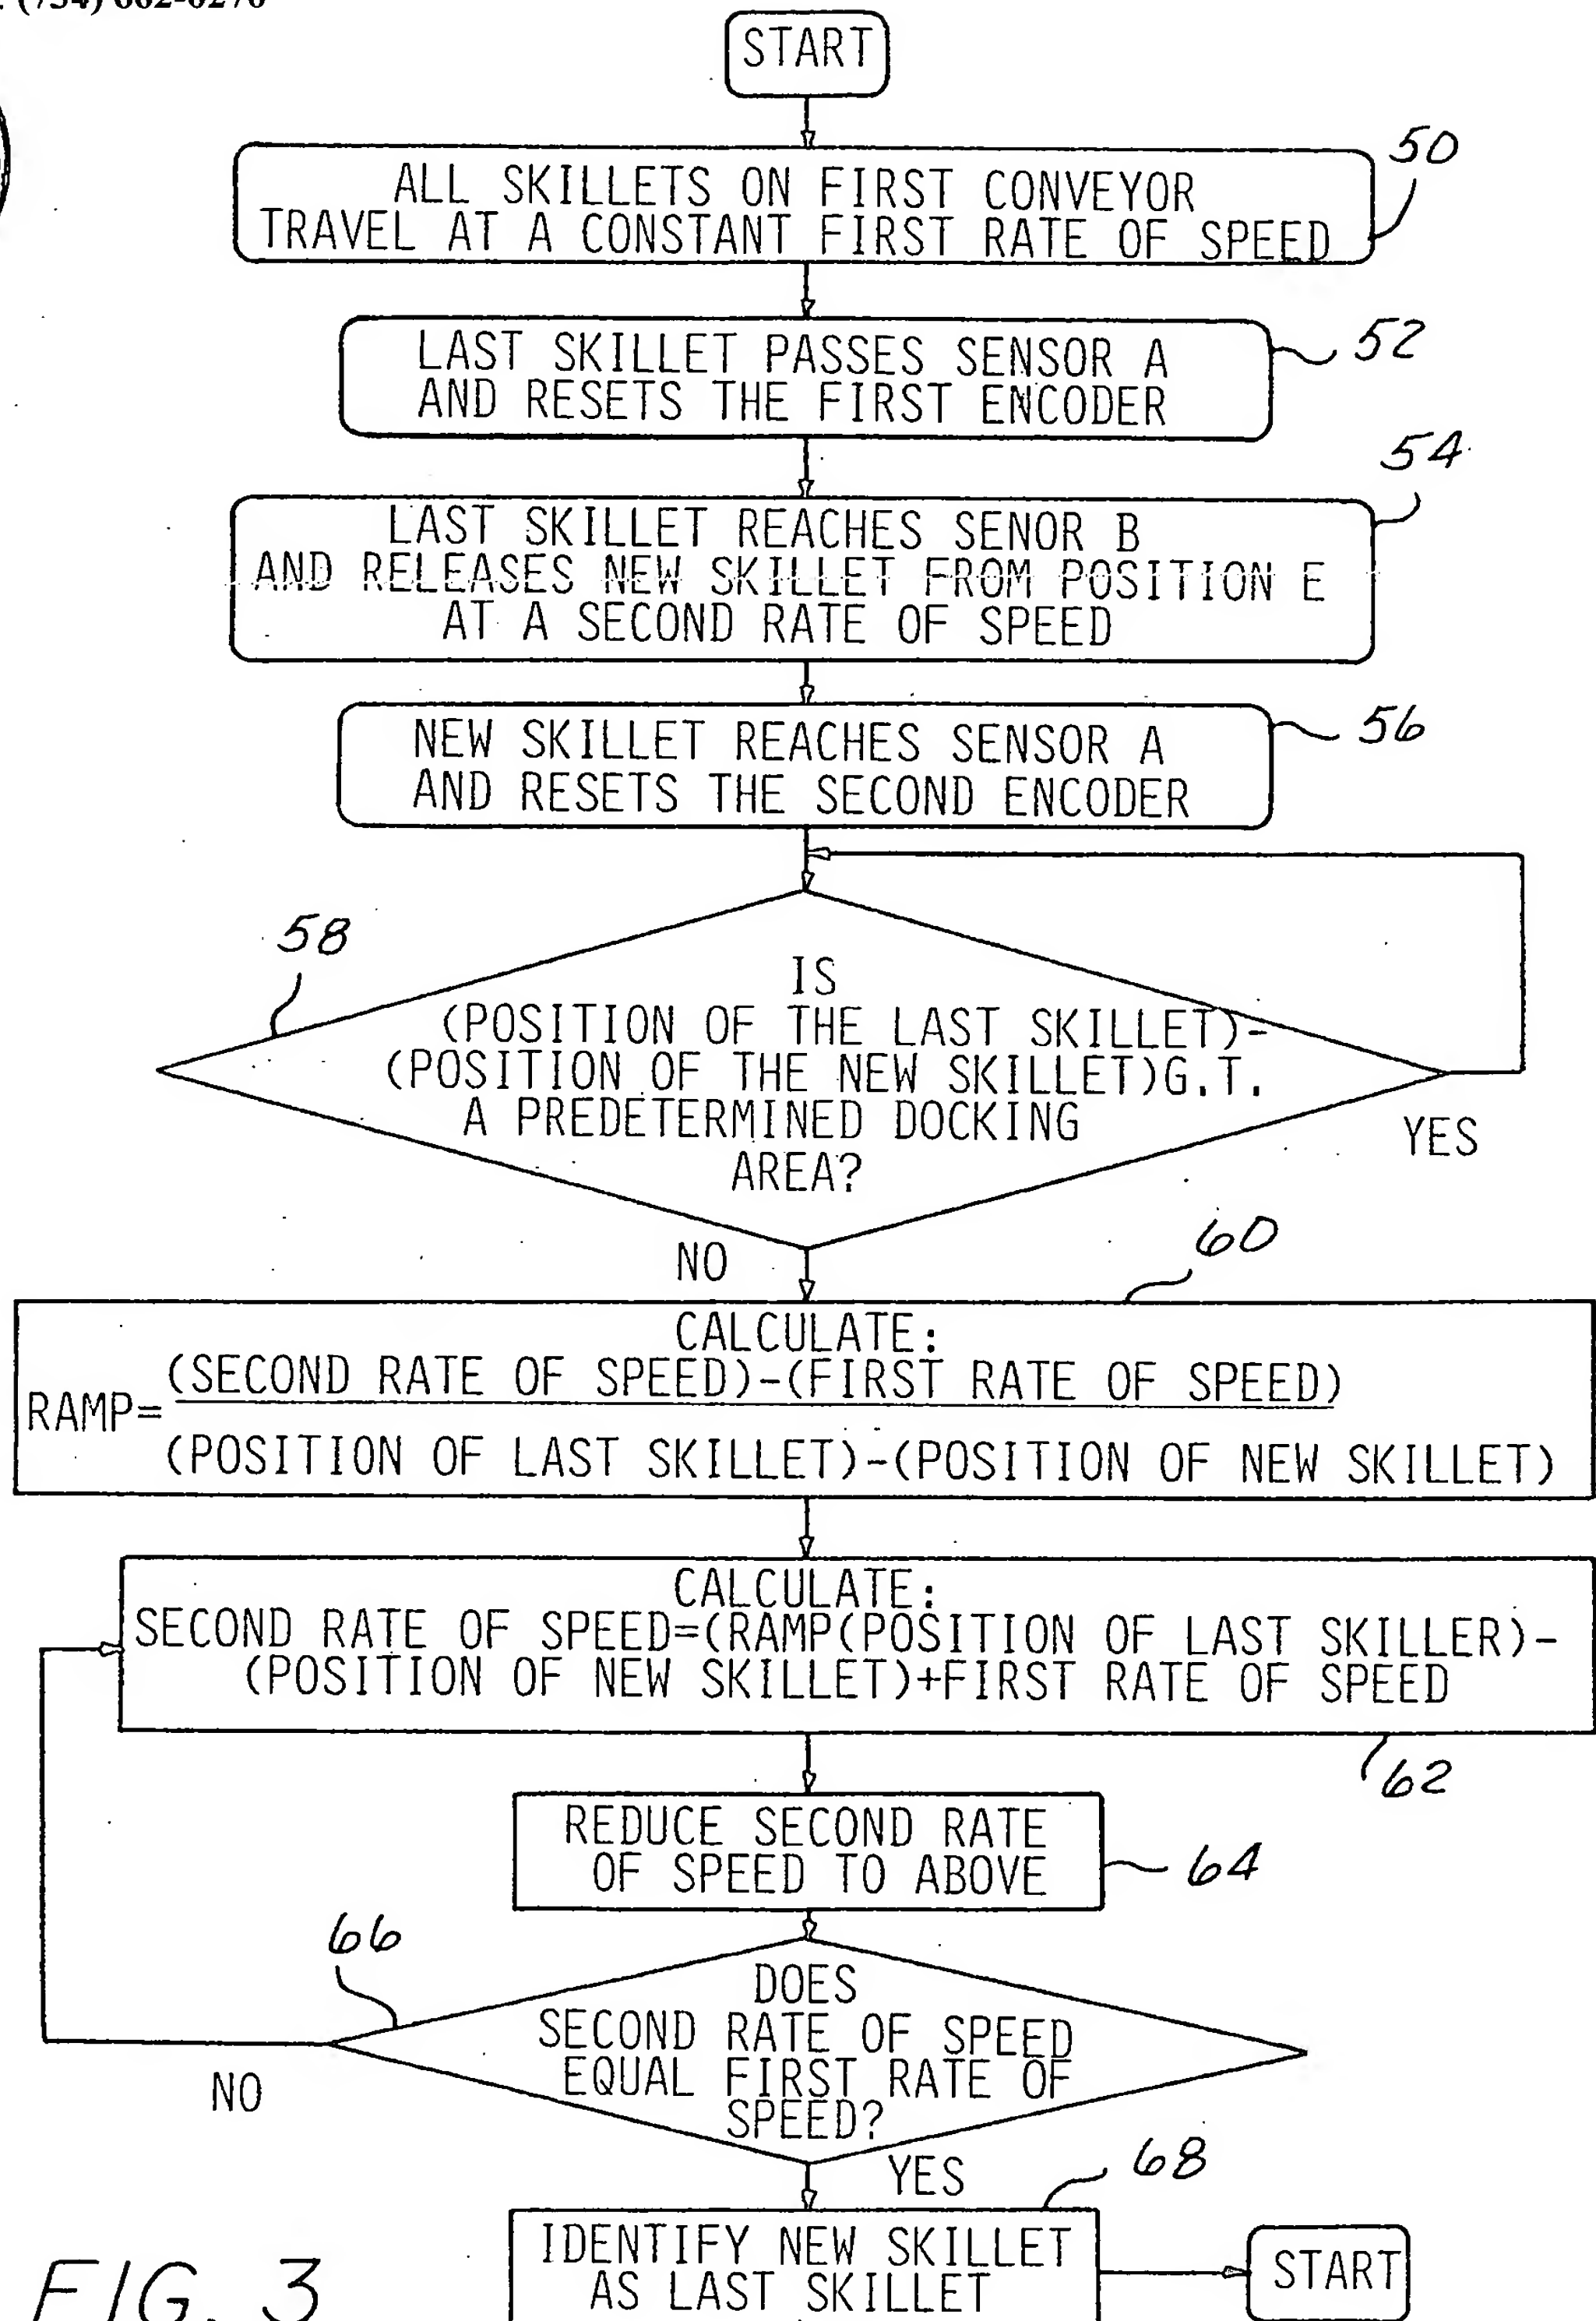 START
50
ALL SKILLETS ON FIRST CONVEYOR
TRAVEL AT A CONSTANT FIRST RATE OF SPEED
52
LAST SKILLET PASSES SENSOR A
AND RESETS THE FIRST ENCODER
54
LAST SKILLET REACHES SENOR B
AND RELEASES NEW SKILLET FROM POSITION E
AT A SECOND RATE OF SPEED
56
NEW SKILLET REACHES SENSOR A
AND RESETS THE SECOND ENCODER
58
IS
(POSITION OF THE LAST SKILLET)-
(POSITION OF THE NEW SKILLET)G.T.
A PREDETERMINED DOCKING
AREA?
YES
NO
60
CALCULATE:
(SECOND RATE OF SPEED)-(FIRST RATE OF SPEED)
RAMP=
(POSITION OF LAST SKILLET)-(POSITION OF NEW SKILLET)
CALCULATE:
SECOND RATE OF SPEED=(RAMP(POSITION OF LAST SKILLER)-
(POSITION OF NEW SKILLET)+FIRST RATE OF SPEED
62
REDUCE SECOND RATE
OF SPEED TO ABOVE
64
66
DOES
SECOND RATE OF SPEED
EQUAL FIRST RATE OF
SPEED?
NO
YES
68
IDENTIFY NEW SKILLET
AS LAST SKILLET
START
FIG. 3